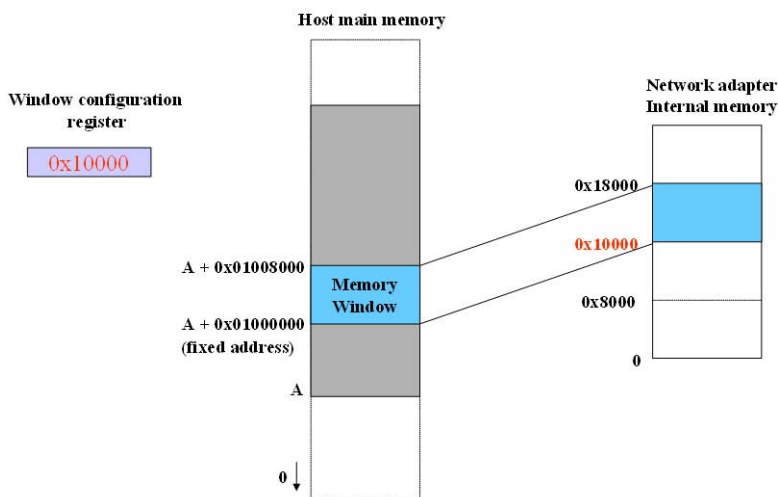 Host main memory
Window configuration
register
0x10000
Network adapter
Internal memory
0x18000
0x10000
0x8000
0
A + 0x01008000
Memory
Window
A + 0x01000000
(fixed address)
A
0